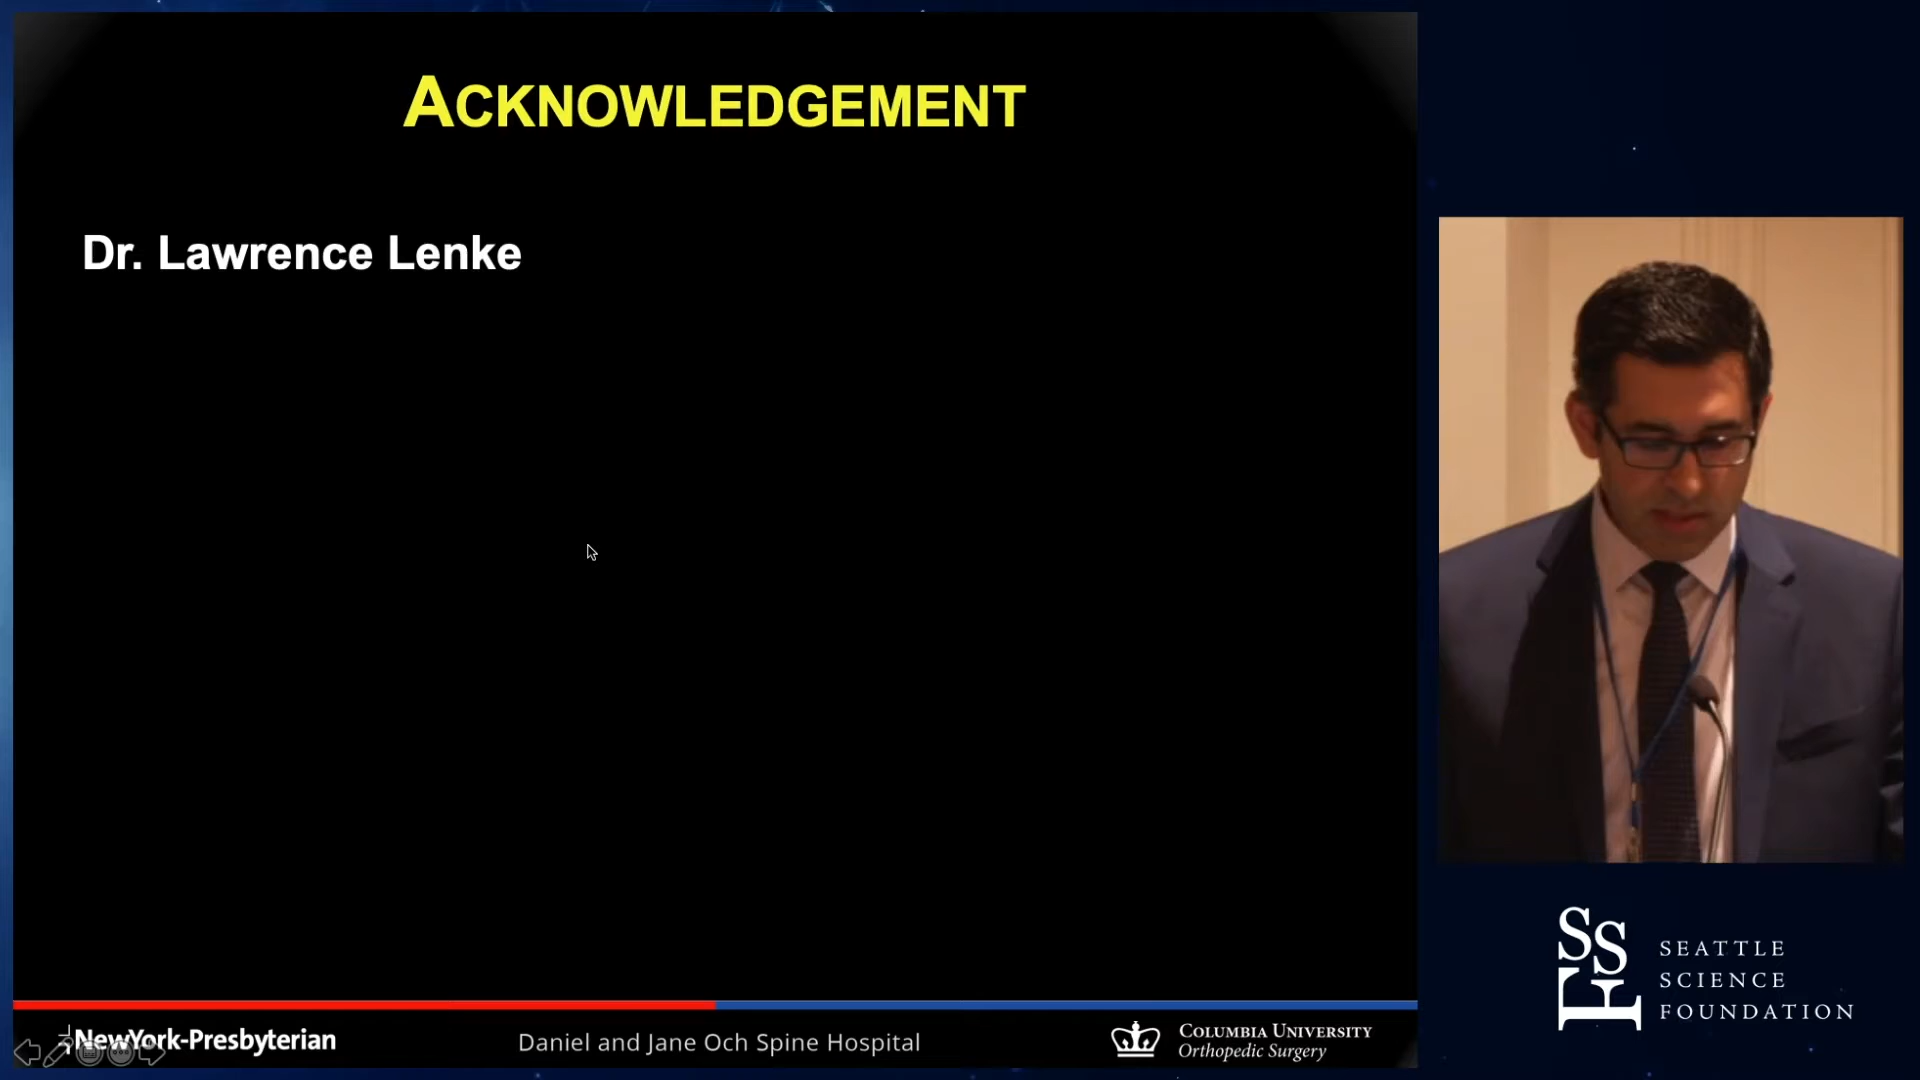 ACKNOWLEDGEMENT
Dr. Lawrence Lenke
NewYork-Presbyterian
Daniel and Jane Och Spine Hospital
COLUMBIA UNIVERSITY
Orthopedic Surgery
SSF
SEATTLE
SCIENCE
FOUNDATION